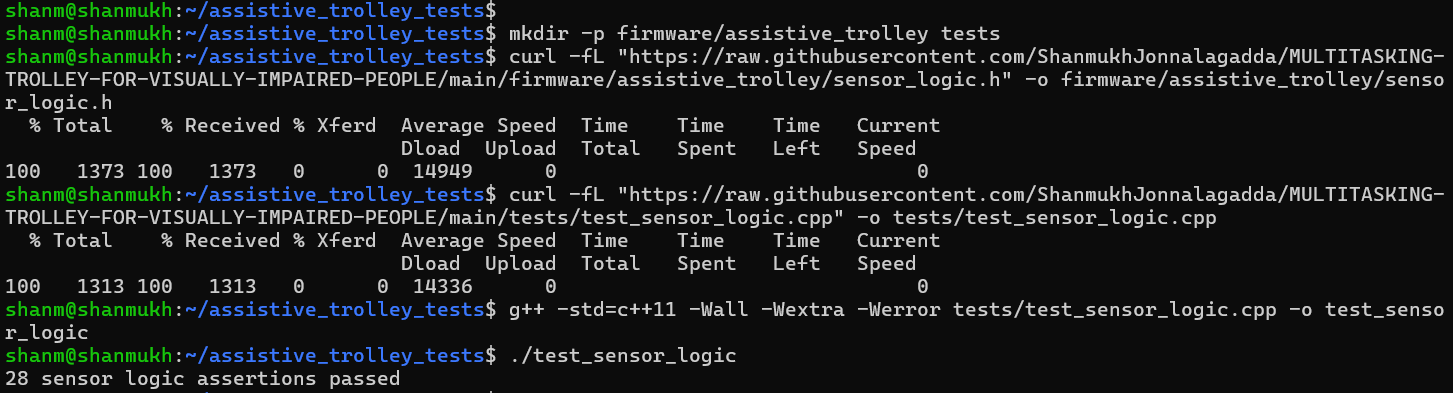 shanm@shanmukh:~/assistive_trolley_tests$
shanm@shanmukh:~/assistive_trolley_tests$ mkdir -p firmware/assistive_trolley tests
shanm@shanmukh:~/assistive_trolley_tests$ curl -fL "https://raw.githubusercontent.com/ShanmukhJonnalagadda/MULTITASKING-
TROLLEY-FOR-VISUALLY-IMPAIRED-PEOPLE/main/firmware/assistive_trolley/sensor_logic.h" -o firmware/assistive_trolley/senso
r_logic.h
  % Total    % Received % Xferd  Average Speed   Time    Time     Time  Current
                                 Dload  Upload   Total   Spent    Left  Speed
100   1373 100   1373   0      0  14949      0                              0
shanm@shanmukh:~/assistive_trolley_tests$ curl -fL "https://raw.githubusercontent.com/ShanmukhJonnalagadda/MULTITASKING-
TROLLEY-FOR-VISUALLY-IMPAIRED-PEOPLE/main/tests/test_sensor_logic.cpp" -o tests/test_sensor_logic.cpp
  % Total    % Received % Xferd  Average Speed   Time    Time     Time  Current
                                 Dload  Upload   Total   Spent    Left  Speed
100   1313 100   1313   0      0  14336      0                              0
shanm@shanmukh:~/assistive_trolley_tests$ g++ -std=c++11 -Wall -Wextra -Werror tests/test_sensor_logic.cpp -o test_senso
r_logic
shanm@shanmukh:~/assistive_trolley_tests$ ./test_sensor_logic
28 sensor logic assertions passed